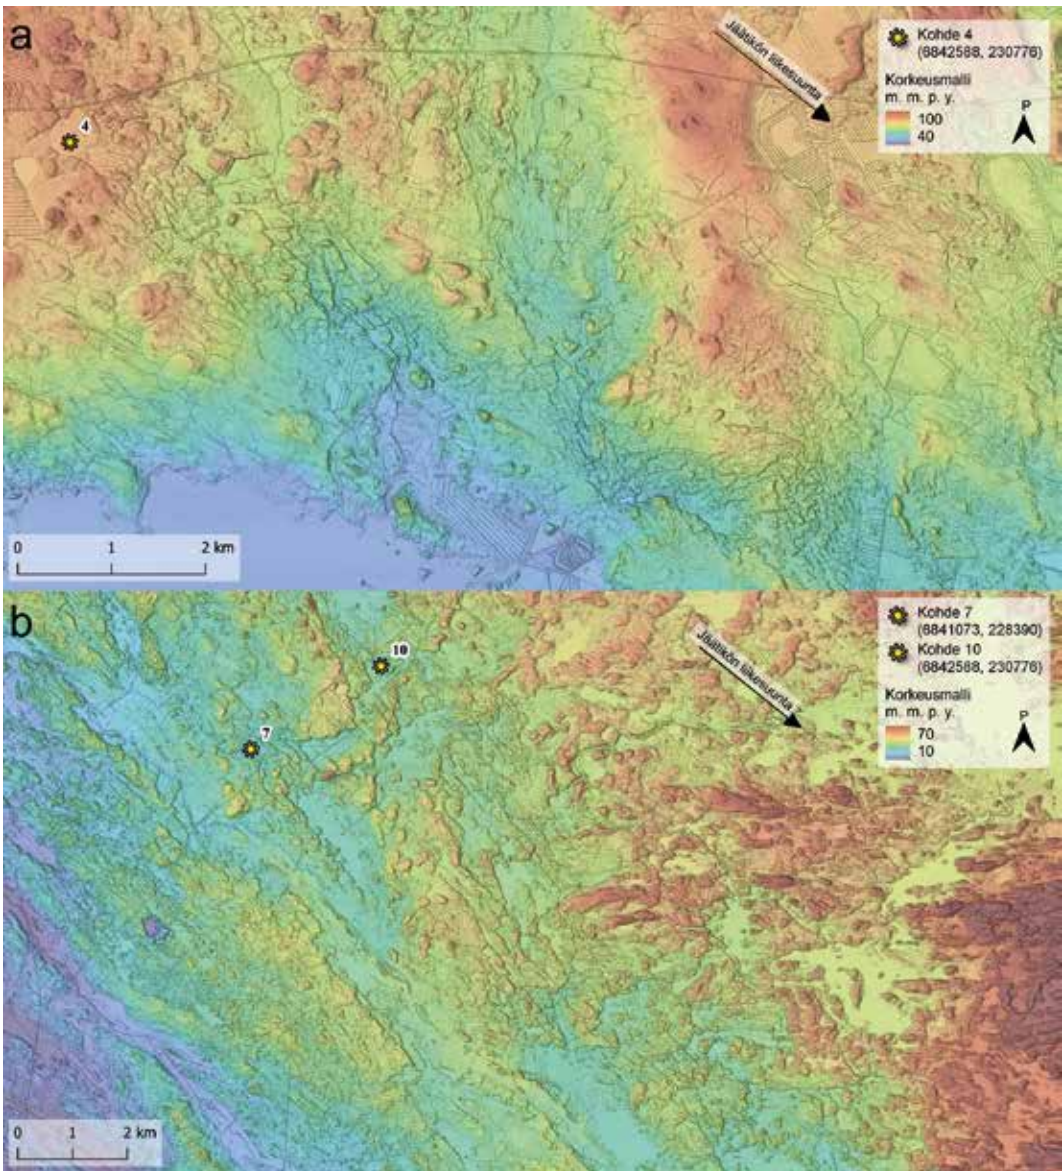 a
Jäätikön liikesuunta
Kohde 4
(6842588, 230776)
Korkeusmalli
m. m. p. y.
100
40
P
4
0 1 2 km
b
Jäätikön liikesuunta ?
Kohde 7
(6841073, 228390)
Kohde 10
(6842588, 230776)
Korkeusmalli
m. m. p. y.
70
10
P
10
7
0 1 2 km